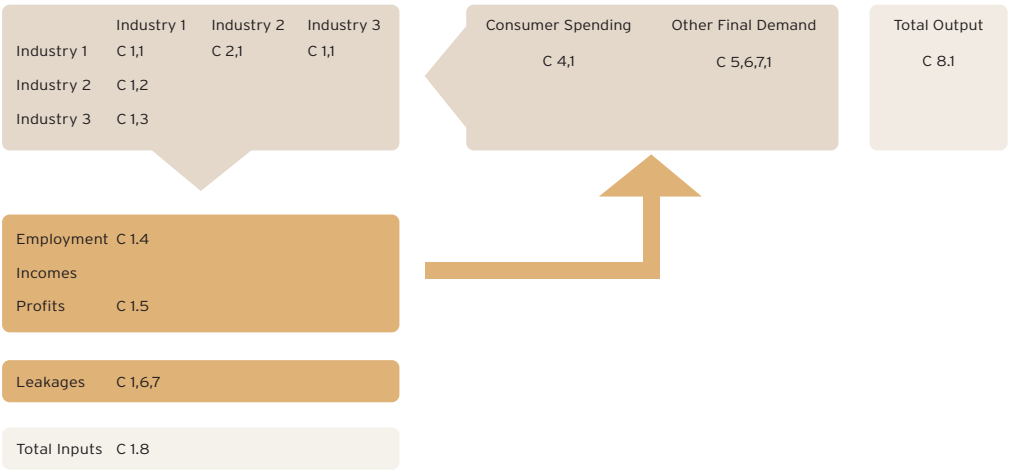 Industry 1 Industry 2 Industry 3
Industry 1 C 1,1 C 2,1 C 1,1
Industry 2 C 1,2
Industry 3 C 1,3
Consumer Spending Other Final Demand
C 4,1 C 5,6,7,1
Total Output
C 8.1
Employment C 1.4
Incomes
Profits C 1.5
Leakages C 1,6,7
Total Inputs C 1.8